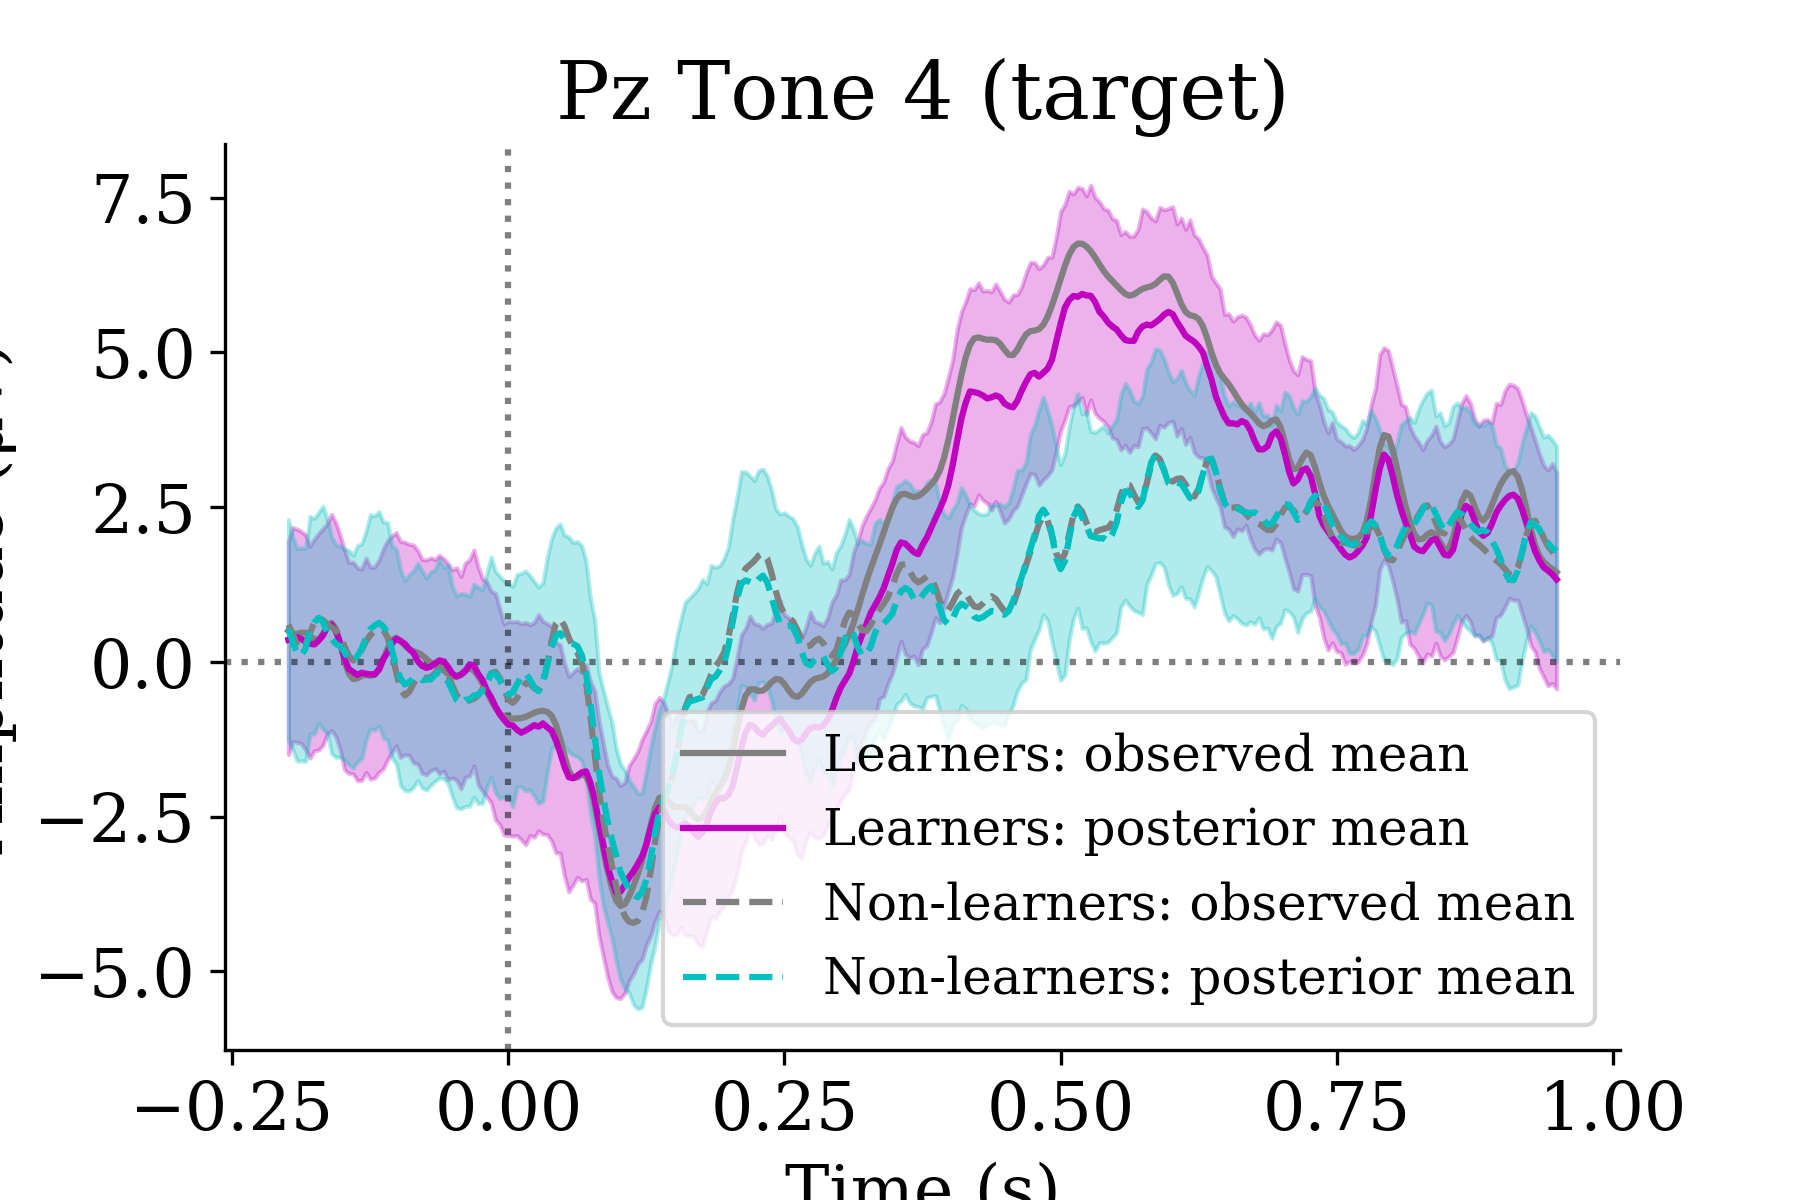 Pz Tone 4 (target)
7.5
5.0
2.5
0.0
−2.5
−5.0
Learners: observed mean
Learners: posterior mean
Non-learners: observed mean
Non-learners: posterior mean
−0.25 0.00 0.25 0.50 0.75 1.00
Time (s)